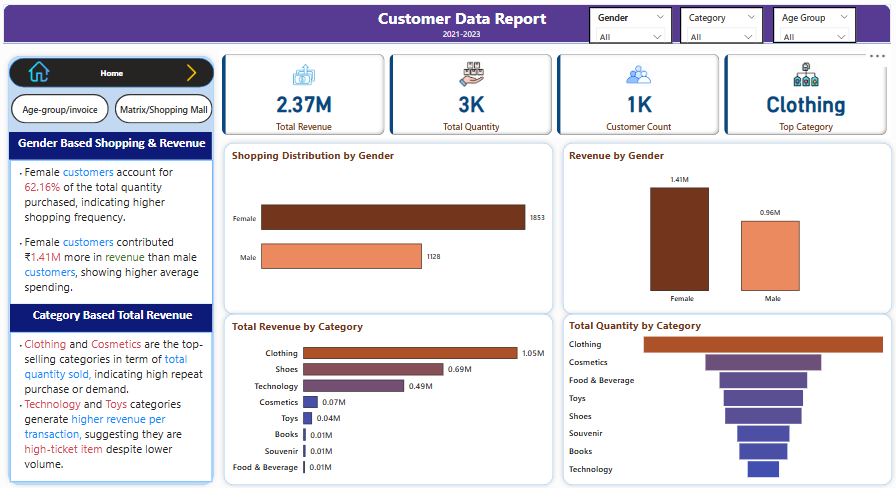 Customer Data Report
2021-2023
Gender
All
Category
All
Age Group
All
Home
Age-group/invoice
Matrix/Shopping Mall
Gender Based Shopping & Revenue
• Female customers account for
62.16% of the total quantity
purchased, indicating higher
shopping frequency.
• Female customers contributed
₹1.41M more in revenue than male
customers, showing higher average
spending.
Category Based Total Revenue
• Clothing and Cosmetics are the top-
selling categories in term of total
quantity sold, indicating high repeat
purchase or demand.
• Technology and Toys categories
generate higher revenue per
transaction, suggesting they are
high-ticket item despite lower
volume.
2.37M
Total Revenue
3K
Total Quantity
1K
Customer Count
Clothing
Top Category
Shopping Distribution by Gender
Female 1853
Male 1128
Revenue by Gender
1.41M
0.96M
Female Male
Total Revenue by Category
Clothing 1.05M
Shoes 0.69M
Technology 0.49M
Cosmetics 0.07M
Toys 0.04M
Books 0.01M
Souvenir 0.01M
Food & Beverage 0.01M
Total Quantity by Category
Clothing
Cosmetics
Food & Beverage
Toys
Shoes
Souvenir
Books
Technology